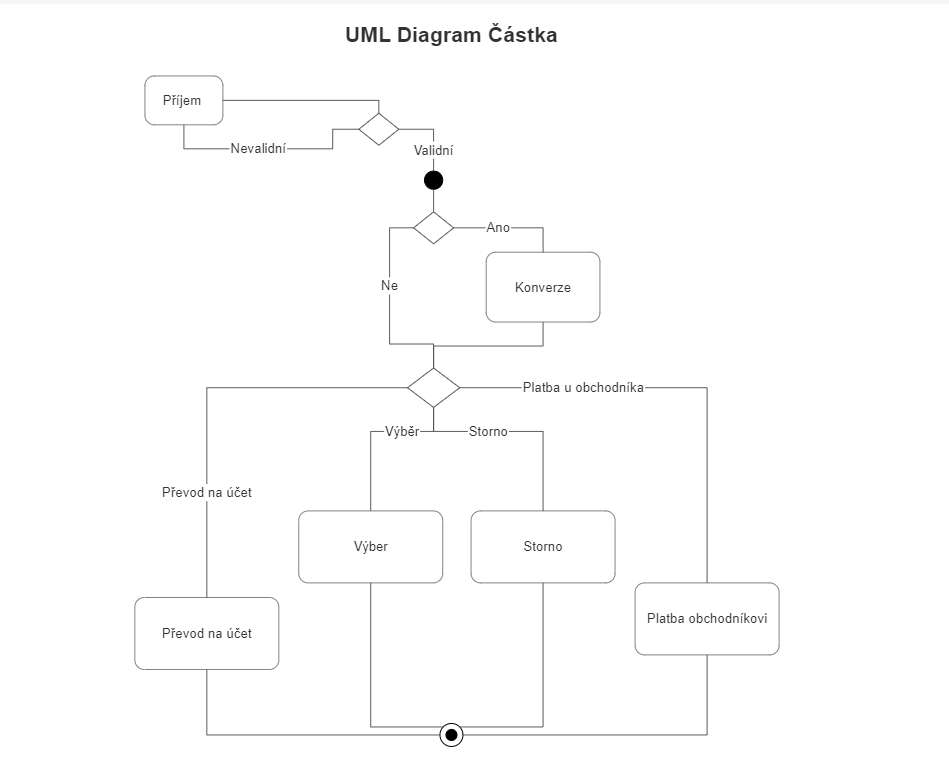 UML Diagram Částka
Příjem
Nevalidní
Validní
Ano
Ne
Konverze
Platba u obchodníka
Výběr
Storno
Převod na účet
Výber
Storno
Platba obchodníkovi
Převod na účet